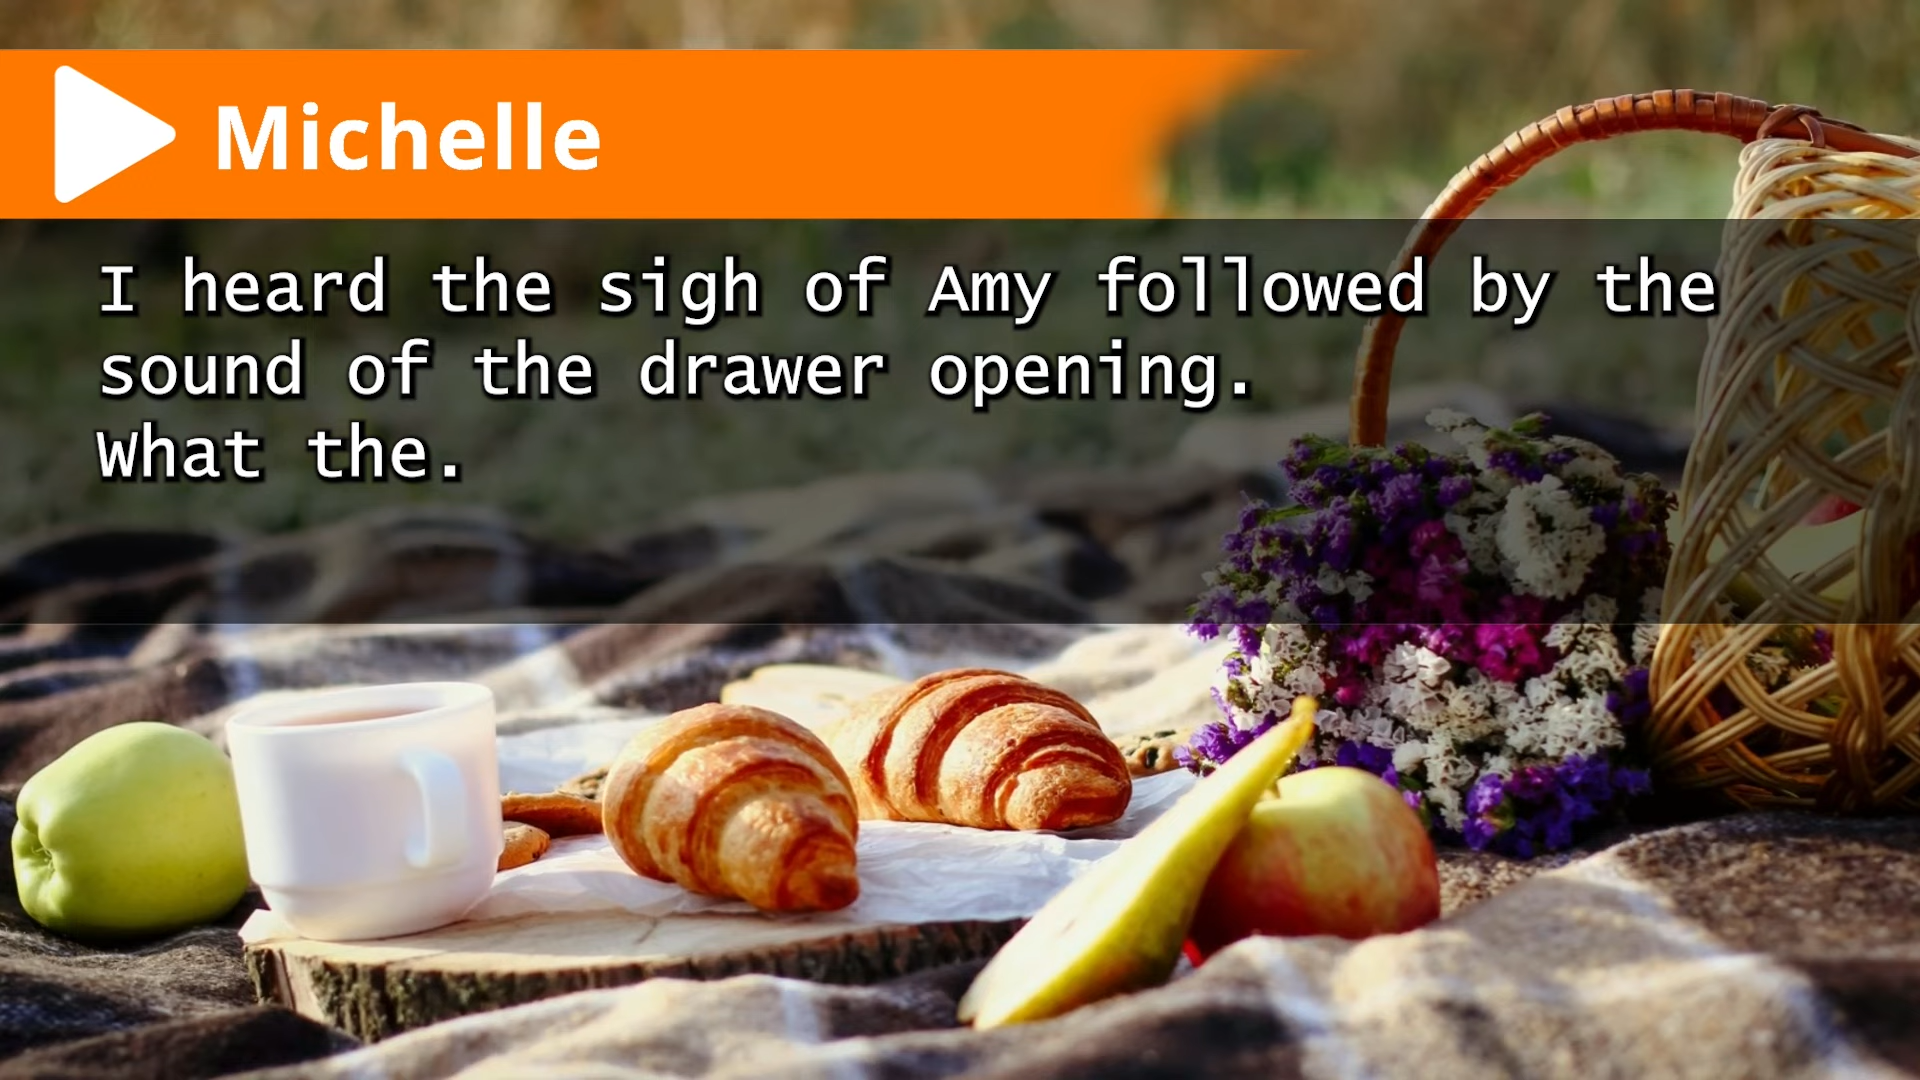 Michelle
I heard the sigh of Amy followed by the
sound of the drawer opening.
What the.